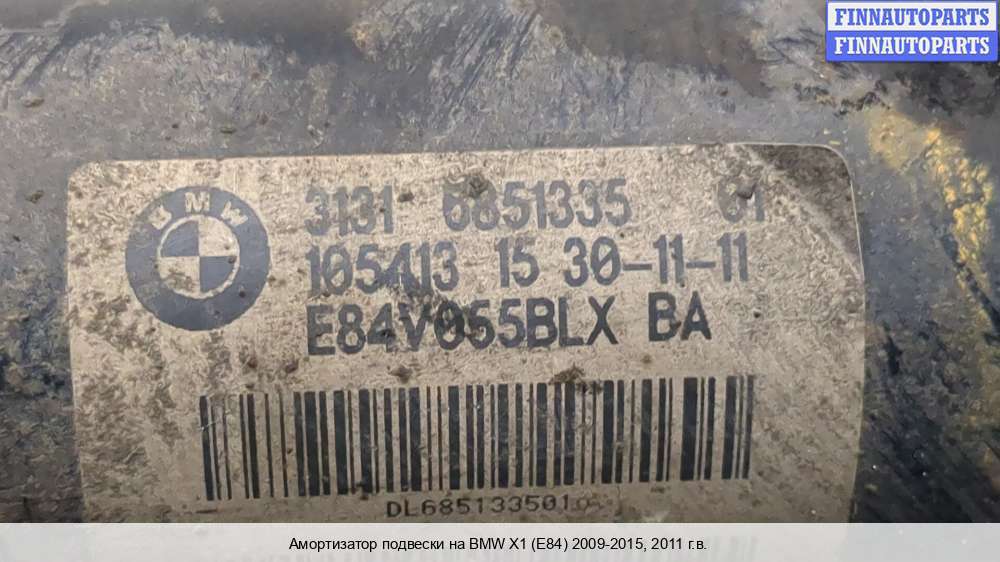 FINNAUTOPARTS
FINNAUTOPARTS
BMW
3131 6851335 01
105413 15 30-11-11
E84V055BLX BA
DL685133501
Амортизатор подвески на BMW X1 (E84) 2009-2015, 2011 г.в.